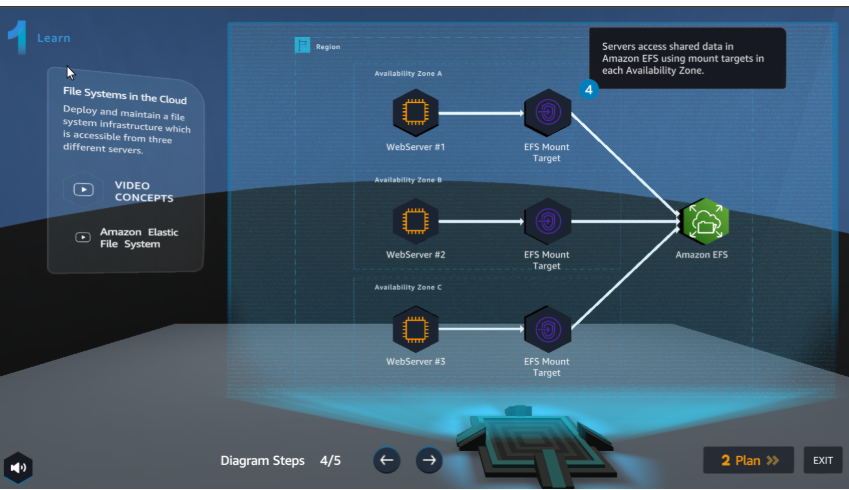 1 Learn
File Systems in the Cloud
Deploy and maintain a file
system infrastructure which
is accessible from three
different servers.
VIDEO
CONCEPTS
Amazon Elastic
File System
Region
Servers access shared data in
Amazon EFS using mount targets in
each Availability Zone.
4
Availability Zone A
WebServer #1
EFS Mount
Target
Availability Zone B
WebServer #2
EFS Mount
Target
Amazon EFS
Availability Zone C
WebServer #3
EFS Mount
Target
Diagram Steps 4/5
2 Plan
EXIT